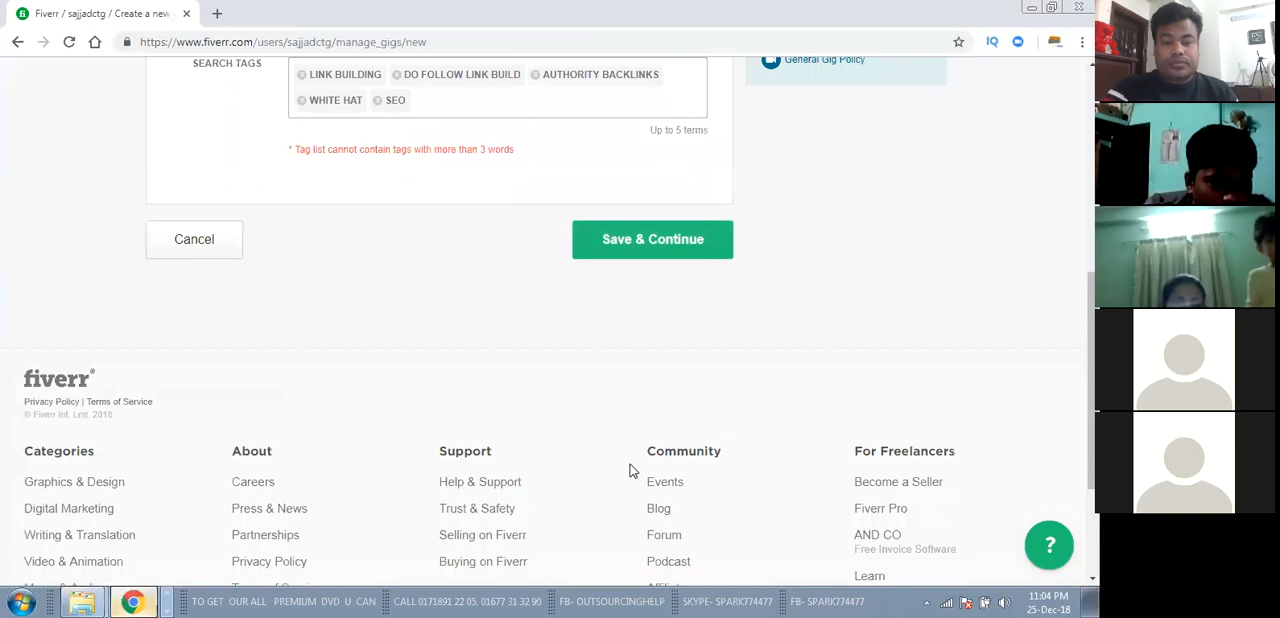 Fiverr / sajjadctg / Create a new
https://www.fiverr.com/users/sajjadctg/manage_gigs/new
IQ
SEARCH TAGS
LINK BUILDING
DO FOLLOW LINK BUILD
AUTHORITY BACKLINKS
WHITE HAT
SEO
General Gig Policy
Up to 5 terms
* Tag list cannot contain tags with more than 3 words
Cancel
Save & Continue
fiverr
Privacy Policy | Terms of Service
© Fiverr Int. Lmt. 2018
Categories
Graphics & Design
Digital Marketing
Writing & Translation
Video & Animation
About
Careers
Press & News
Partnerships
Privacy Policy
Support
Help & Support
Trust & Safety
Selling on Fiverr
Buying on Fiverr
Community
Events
Blog
Forum
Podcast
For Freelancers
Become a Seller
Fiverr Pro
AND CO
Free Invoice Software
Learn
?
TO GET OUR ALL PREMIUM DVD U CAN
CALL 0171891 22 05, 01677 31 32 90
FB- OUTSOURCINGHELP
SKYPE- SPARK774477
FB- SPARK774477
11:04 PM
25-Dec-18